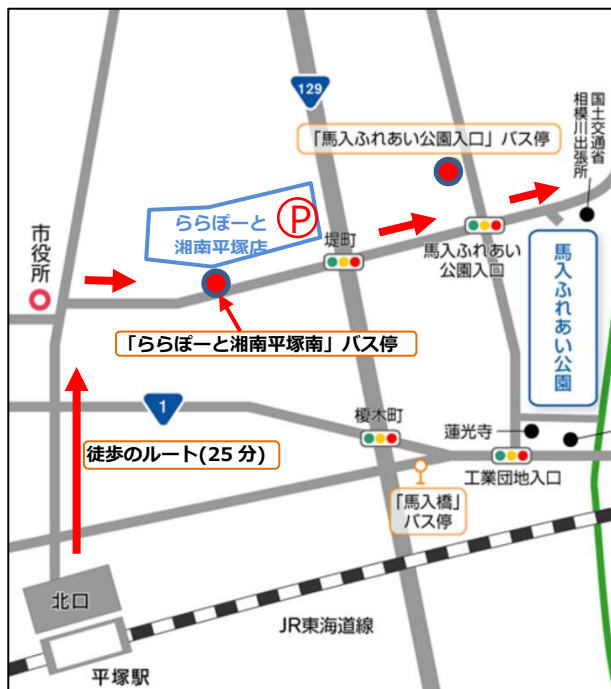 129
国土交通省
相模川出張所
「馬入ふれあい公園入口」バス停
ららぽーと
湘南平塚店
P
市役所
堤町
馬入ふれあい
公園入口
馬入ふれあい公園
「ららぽーと湘南平塚南」バス停
1
榎木町
蓮光寺
徒歩のルート(25分)
工業団地入口
「馬入橋」
バス停
北口
JR東海道線
平塚駅